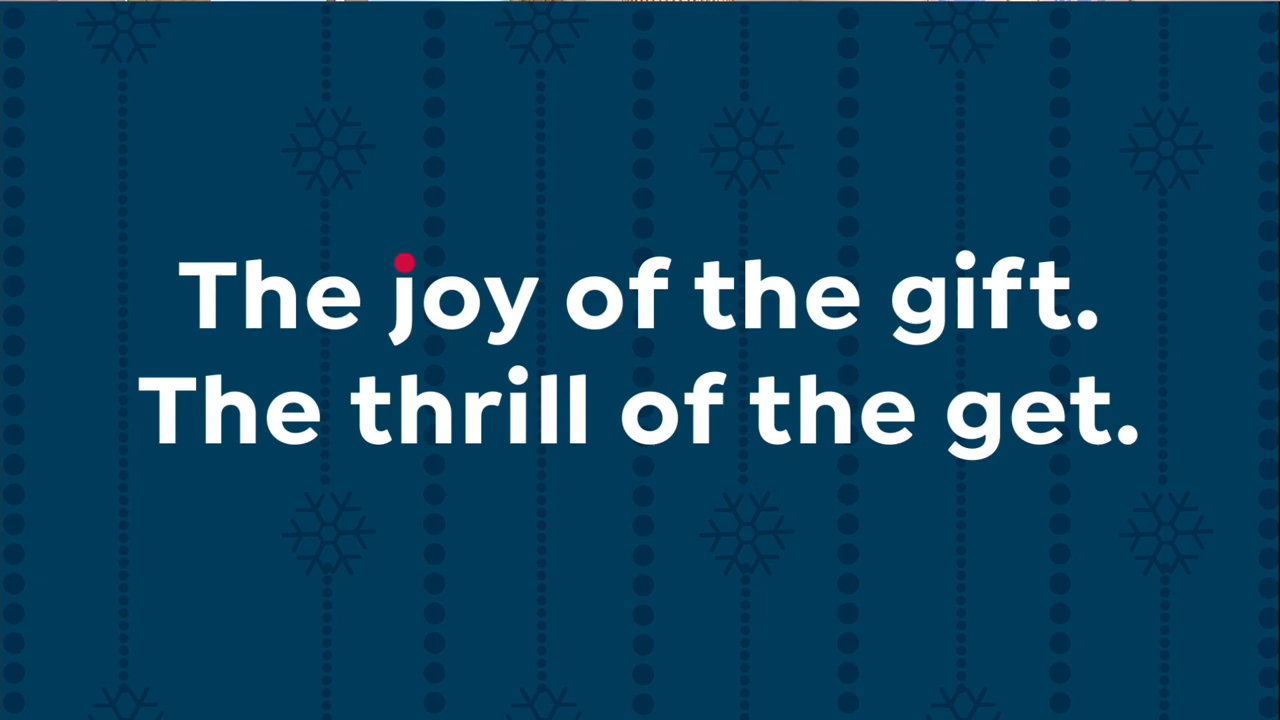 The joy of the gift.
The thrill of the get.